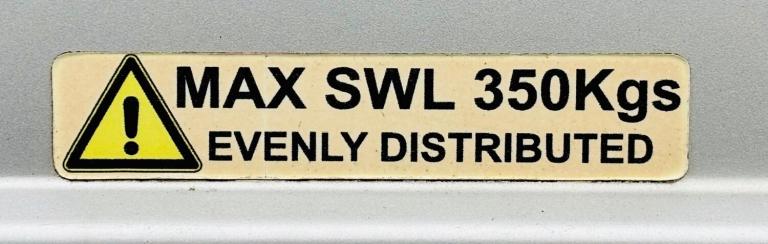 MAX SWL 350Kgs
EVENLY DISTRIBUTED